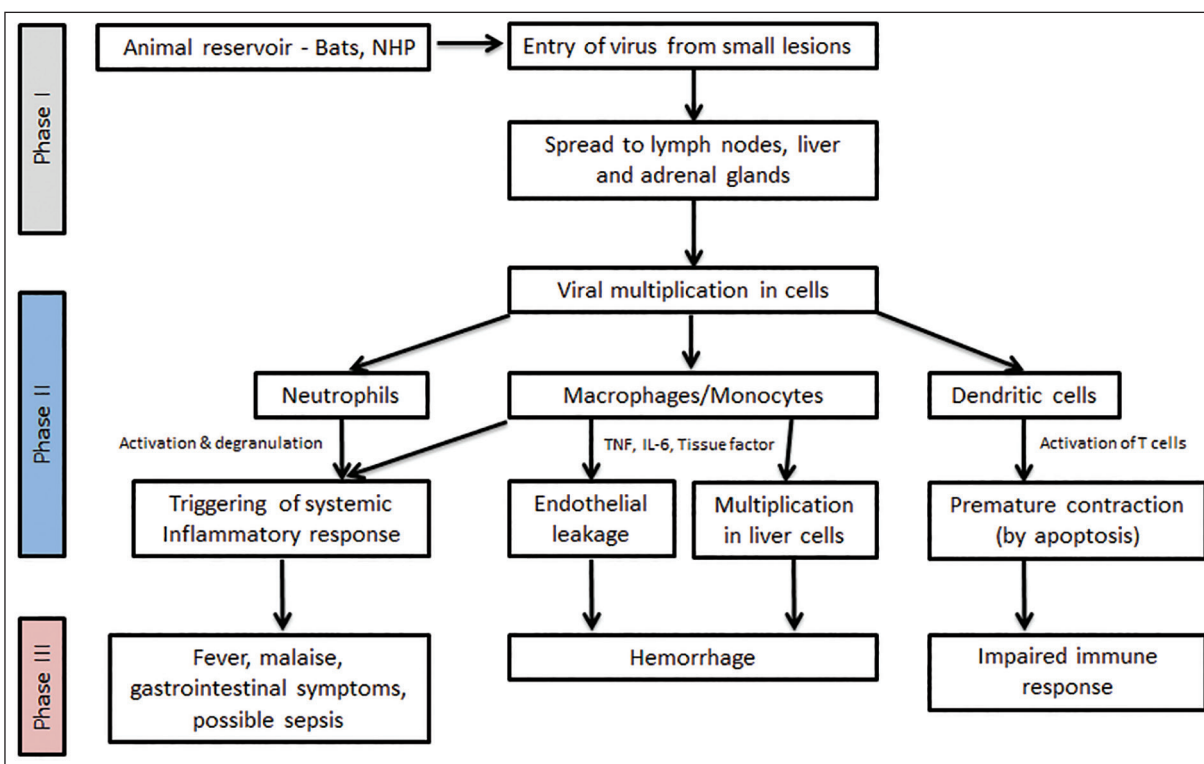 Phase I
Animal reservoir - Bats, NHP
Entry of virus from small lesions
Spread to lymph nodes, liver
and adrenal glands
Phase II
Viral multiplication in cells
Neutrophils
Macrophages/Monocytes
Dendritic cells
Activation & degranulation
TNF, IL-6, Tissue factor
Activation of T cells
Triggering of systemic
Inflammatory response
Endothelial
leakage
Multiplication
in liver cells
Premature contraction
(by apoptosis)
Phase III
Fever, malaise,
gastrointestinal symptoms,
possible sepsis
Hemorrhage
Impaired immune
response